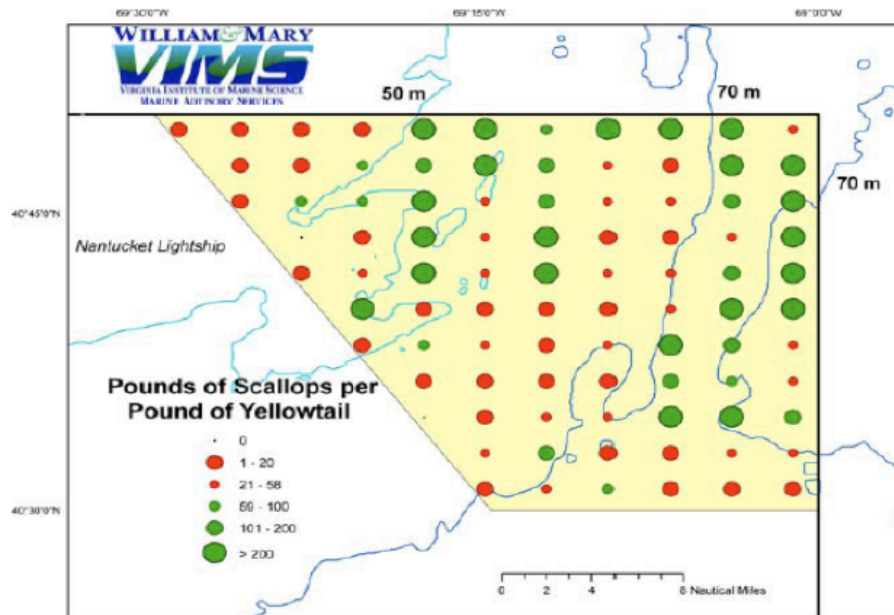 69°30'0"W 69°15'0"W 69°0'0"W
WILLIAM & MARY
VIMS
VIRGINIA INSTITUTE OF MARINE SCIENCE
MARINE ADVISORY SERVICES
50 m
70 m
70 m
40°45'0"N
Nantucket Lightship
Pounds of Scallops per
Pound of Yellowtail
0
1 - 20
21 - 58
59 - 100
101 - 200
> 200
40°30'0"N
0 2 4 8 Nautical Miles